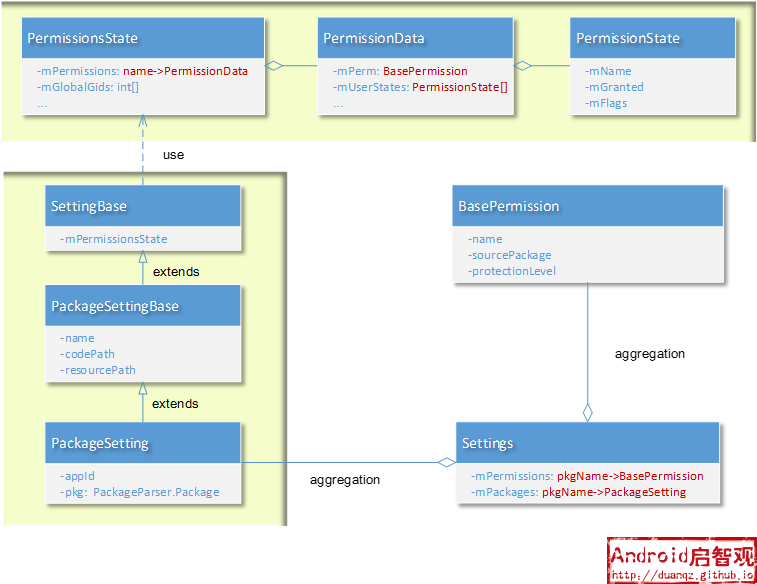 PermissionsState
-mPermissions: name->PermissionData
-mGlobalGids: int[]
...
PermissionData
-mPerm: BasePermission
-mUserStates: PermissionState[]
...
PermissionState
-mName
-mGranted
-mFlags
use
SettingBase
-mPermissionsState
extends
PackageSettingBase
-name
-codePath
-resourcePath
extends
PackageSetting
-appId
-pkg: PackageParser.Package
BasePermission
-name
-sourcePackage
-protectionLevel
aggregation
aggregation
Settings
-mPermissions: pkgName->BasePermission
-mPackages: pkgName->PackageSetting
Android启智观
http://duanqz.github.io